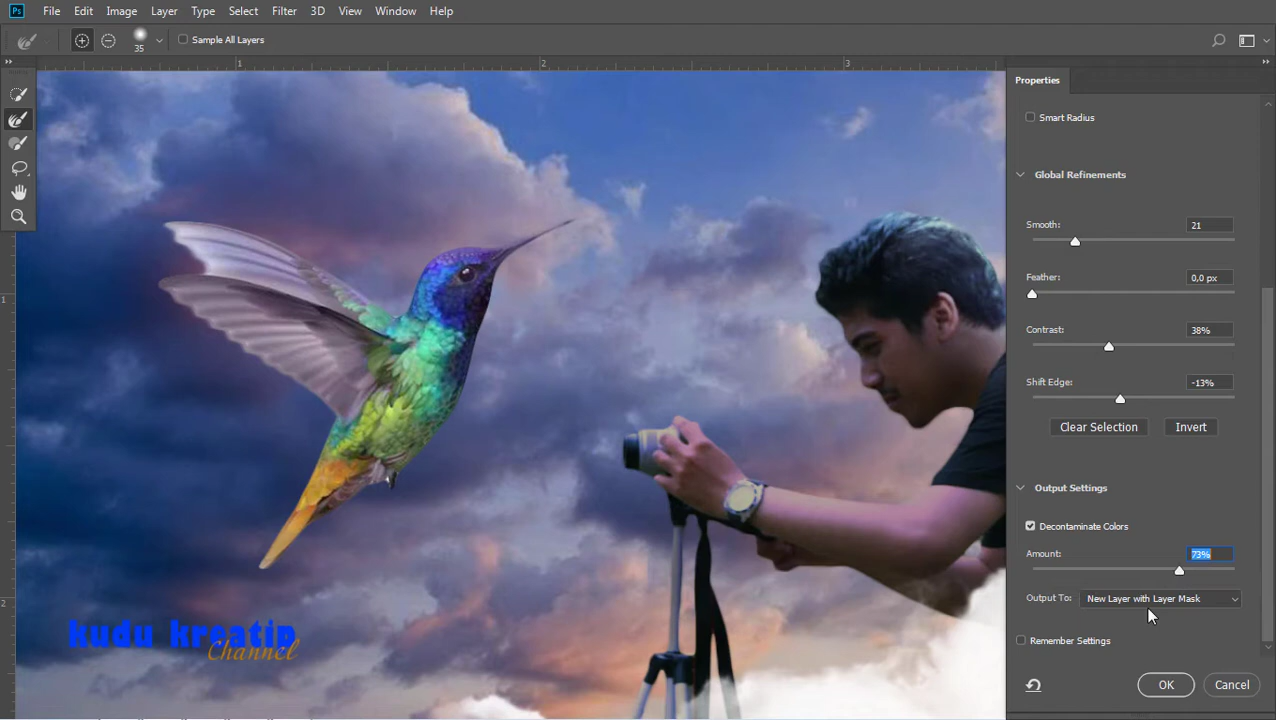 Ps File Edit Image Layer Type Select Filter 3D View Window Help
35 Sample All Layers
1 2 3
Properties
Smart Radius
Global Refinements
Smooth: 21
Feather: 0,0 px
1
Contrast: 38%
Shift Edge: -13%
Clear Selection Invert
Output Settings
Decontaminate Colors
Amount: 73%
2
Output To: New Layer with Layer Mask
kudu kreatip
Channel
Remember Settings
OK Cancel